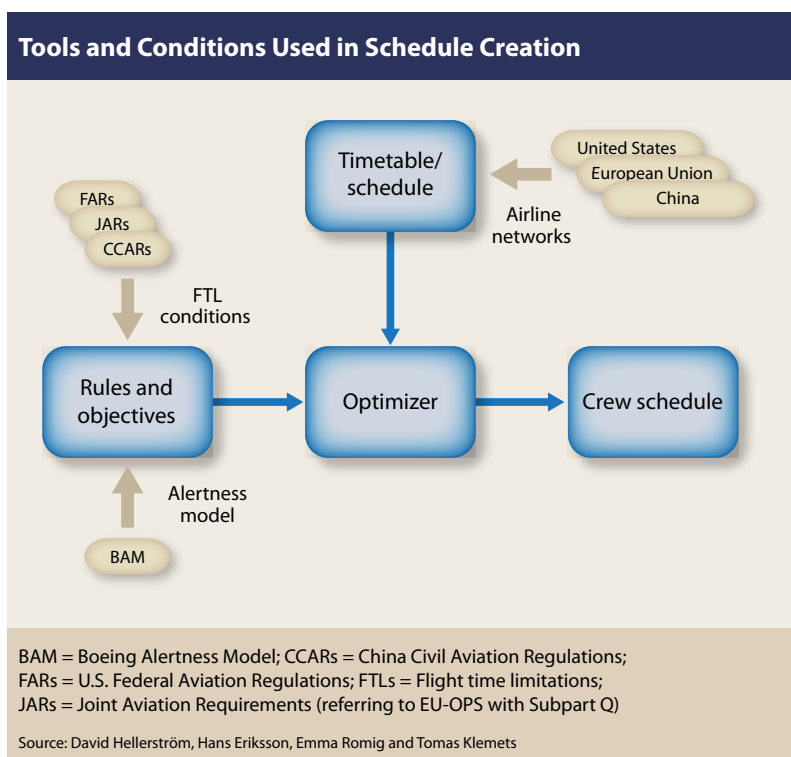 Tools and Conditions Used in Schedule Creation
Timetable/
schedule
United States
European Union
China
Airline
networks
FARs
JARs
CCARs
FTL
conditions
Rules and
objectives
Optimizer
Crew schedule
Alertness
model
BAM
BAM = Boeing Alertness Model; CCARs = China Civil Aviation Regulations;
FARs = U.S. Federal Aviation Regulations; FTLs = Flight time limitations;
JARs = Joint Aviation Requirements (referring to EU-OPS with Subpart Q)
Source: David Hellerström, Hans Eriksson, Emma Romig and Tomas Klemets